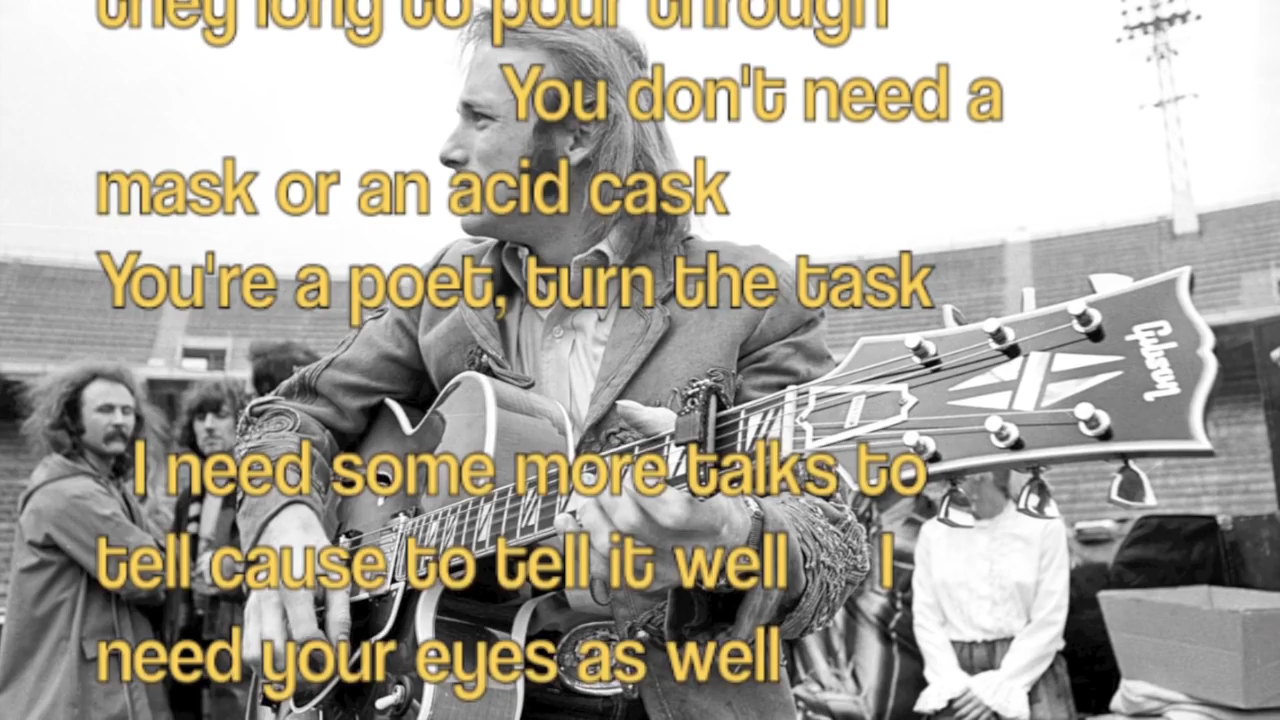 they long to pour through
You don't need a
mask or an acid cask
You're a poet, turn the task
Gibson
I need some more talks to
tell cause to tell it well I
need your eyes as well